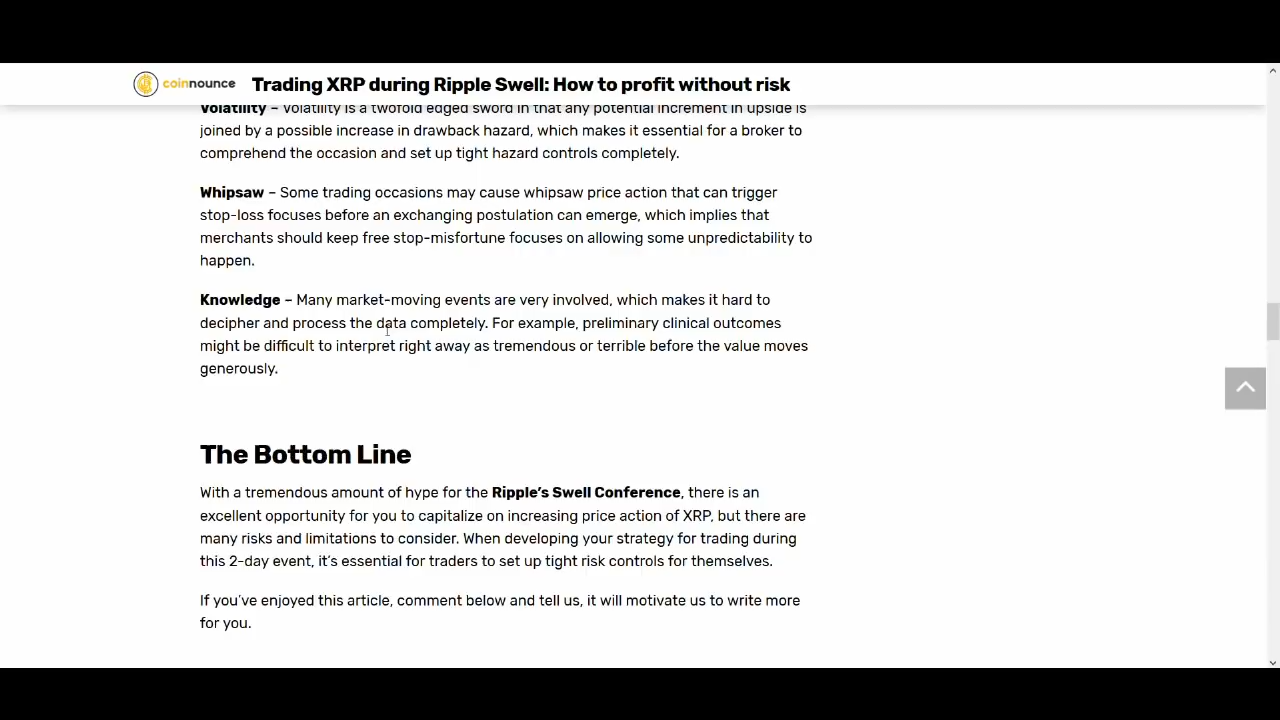 coinnounce Trading XRP during Ripple Swell: How to profit without risk
Volatility – Volatility is a twofold edged sword in that any potential increment in upside is
joined by a possible increase in drawback hazard, which makes it essential for a broker to
comprehend the occasion and set up tight hazard controls completely.
Whipsaw – Some trading occasions may cause whipsaw price action that can trigger
stop-loss focuses before an exchanging postulation can emerge, which implies that
merchants should keep free stop-misfortune focuses on allowing some unpredictability to
happen.
Knowledge – Many market-moving events are very involved, which makes it hard to
decipher and process the data completely. For example, preliminary clinical outcomes
might be difficult to interpret right away as tremendous or terrible before the value moves
generously.
The Bottom Line
With a tremendous amount of hype for the Ripple's Swell Conference, there is an
excellent opportunity for you to capitalize on increasing price action of XRP, but there are
many risks and limitations to consider. When developing your strategy for trading during
this 2-day event, it's essential for traders to set up tight risk controls for themselves.
If you've enjoyed this article, comment below and tell us, it will motivate us to write more
for you.